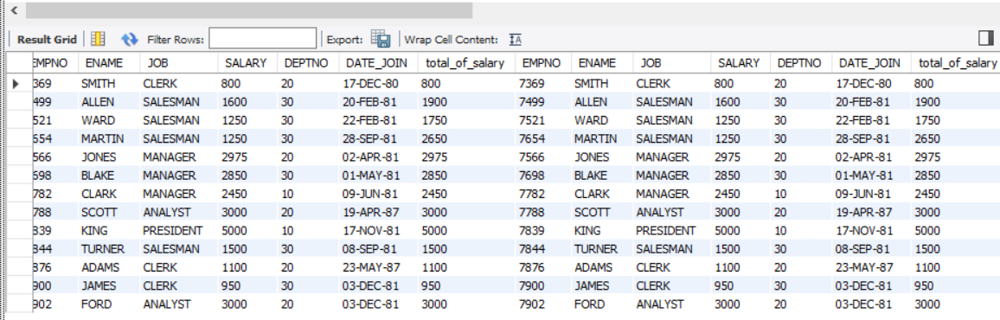 Result Grid Filter Rows: Export: Wrap Cell Content: IA
EMPNO ENAME JOB SALARY DEPTNO DATE_JOIN total_of_salary EMPNO ENAME JOB SALARY DEPTNO DATE_JOIN total_of_salary
369 SMITH CLERK 800 20 17-DEC-80 800 7369 SMITH CLERK 800 20 17-DEC-80 800
499 ALLEN SALESMAN 1600 30 20-FEB-81 1900 7499 ALLEN SALESMAN 1600 30 20-FEB-81 1900
521 WARD SALESMAN 1250 30 22-FEB-81 1750 7521 WARD SALESMAN 1250 30 22-FEB-81 1750
654 MARTIN SALESMAN 1250 30 28-SEP-81 2650 7654 MARTIN SALESMAN 1250 30 28-SEP-81 2650
566 JONES MANAGER 2975 20 02-APR-81 2975 7566 JONES MANAGER 2975 20 02-APR-81 2975
698 BLAKE MANAGER 2850 30 01-MAY-81 2850 7698 BLAKE MANAGER 2850 30 01-MAY-81 2850
782 CLARK MANAGER 2450 10 09-JUN-81 2450 7782 CLARK MANAGER 2450 10 09-JUN-81 2450
788 SCOTT ANALYST 3000 20 19-APR-87 3000 7788 SCOTT ANALYST 3000 20 19-APR-87 3000
839 KING PRESIDENT 5000 10 17-NOV-81 5000 7839 KING PRESIDENT 5000 10 17-NOV-81 5000
844 TURNER SALESMAN 1500 30 08-SEP-81 1500 7844 TURNER SALESMAN 1500 30 08-SEP-81 1500
876 ADAMS CLERK 1100 20 23-MAY-87 1100 7876 ADAMS CLERK 1100 20 23-MAY-87 1100
900 JAMES CLERK 950 30 03-DEC-81 950 7900 JAMES CLERK 950 30 03-DEC-81 950
902 FORD ANALYST 3000 20 03-DEC-81 3000 7902 FORD ANALYST 3000 20 03-DEC-81 3000